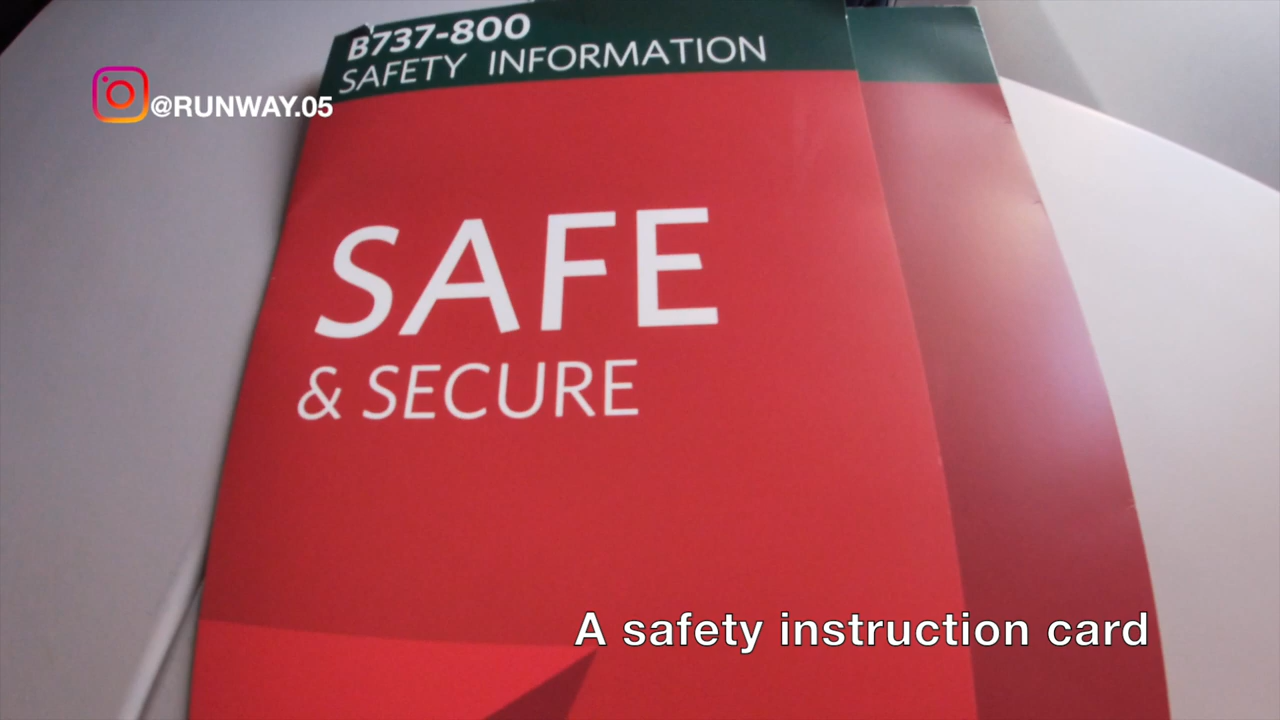 B737-800
SAFETY INFORMATION
@RUNWAY.05
SAFE
& SECURE
A safety instruction card